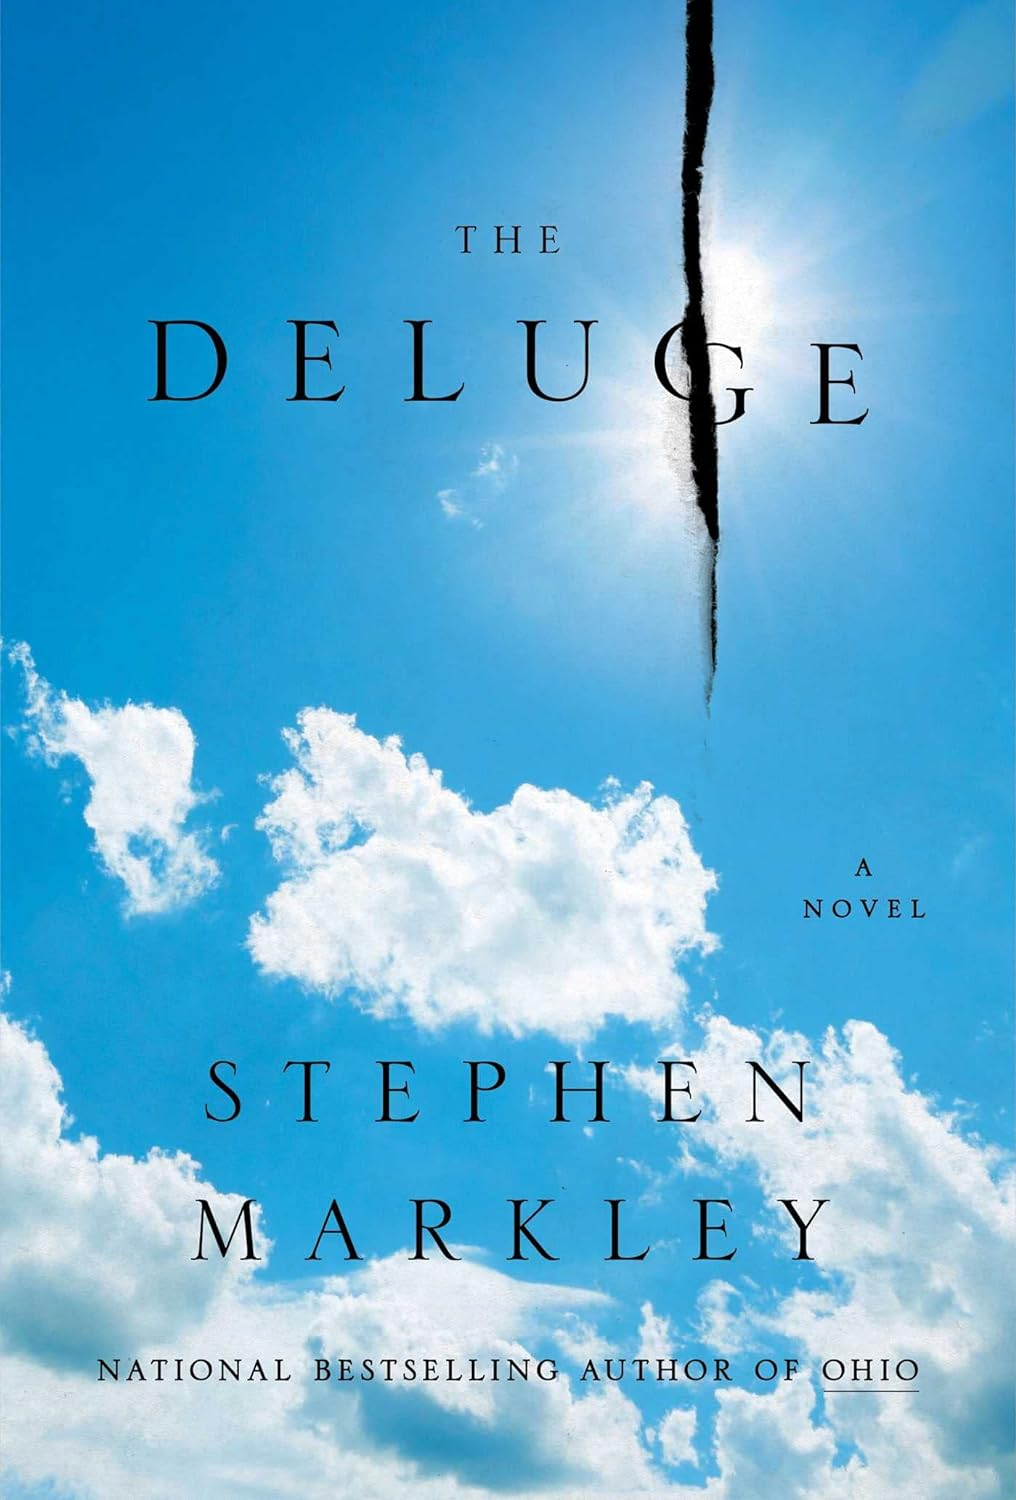 THE
DELUGE
A
NOVEL
STEPHEN
MARKLEY
NATIONAL BESTSELLING AUTHOR OF OHIO